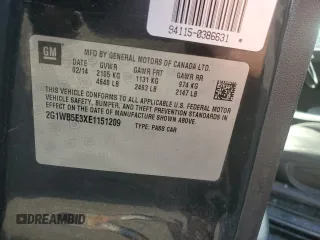 94115-0386631
GM
MFD BY GENERAL MOTORS OF CANADA LTD.
DATE GVWR GAWR FRT GAWR RR
02/14 2105 KG 1131 KG 974 KG
4640 LB 2493 LB 2147 LB
THIS VEHICLE CONFORMS TO ALL APPLICABLE U.S. FEDERAL MOTOR
VEHICLE SAFETY, BUMPER, AND THEFT PREVENTION STANDARDS IN
EFFECT ON THE DATE OF MANUFACTURE SHOWN ABOVE.
2G1WB5E3XE1151209 TYPE: PASS CAR
DREAMBID